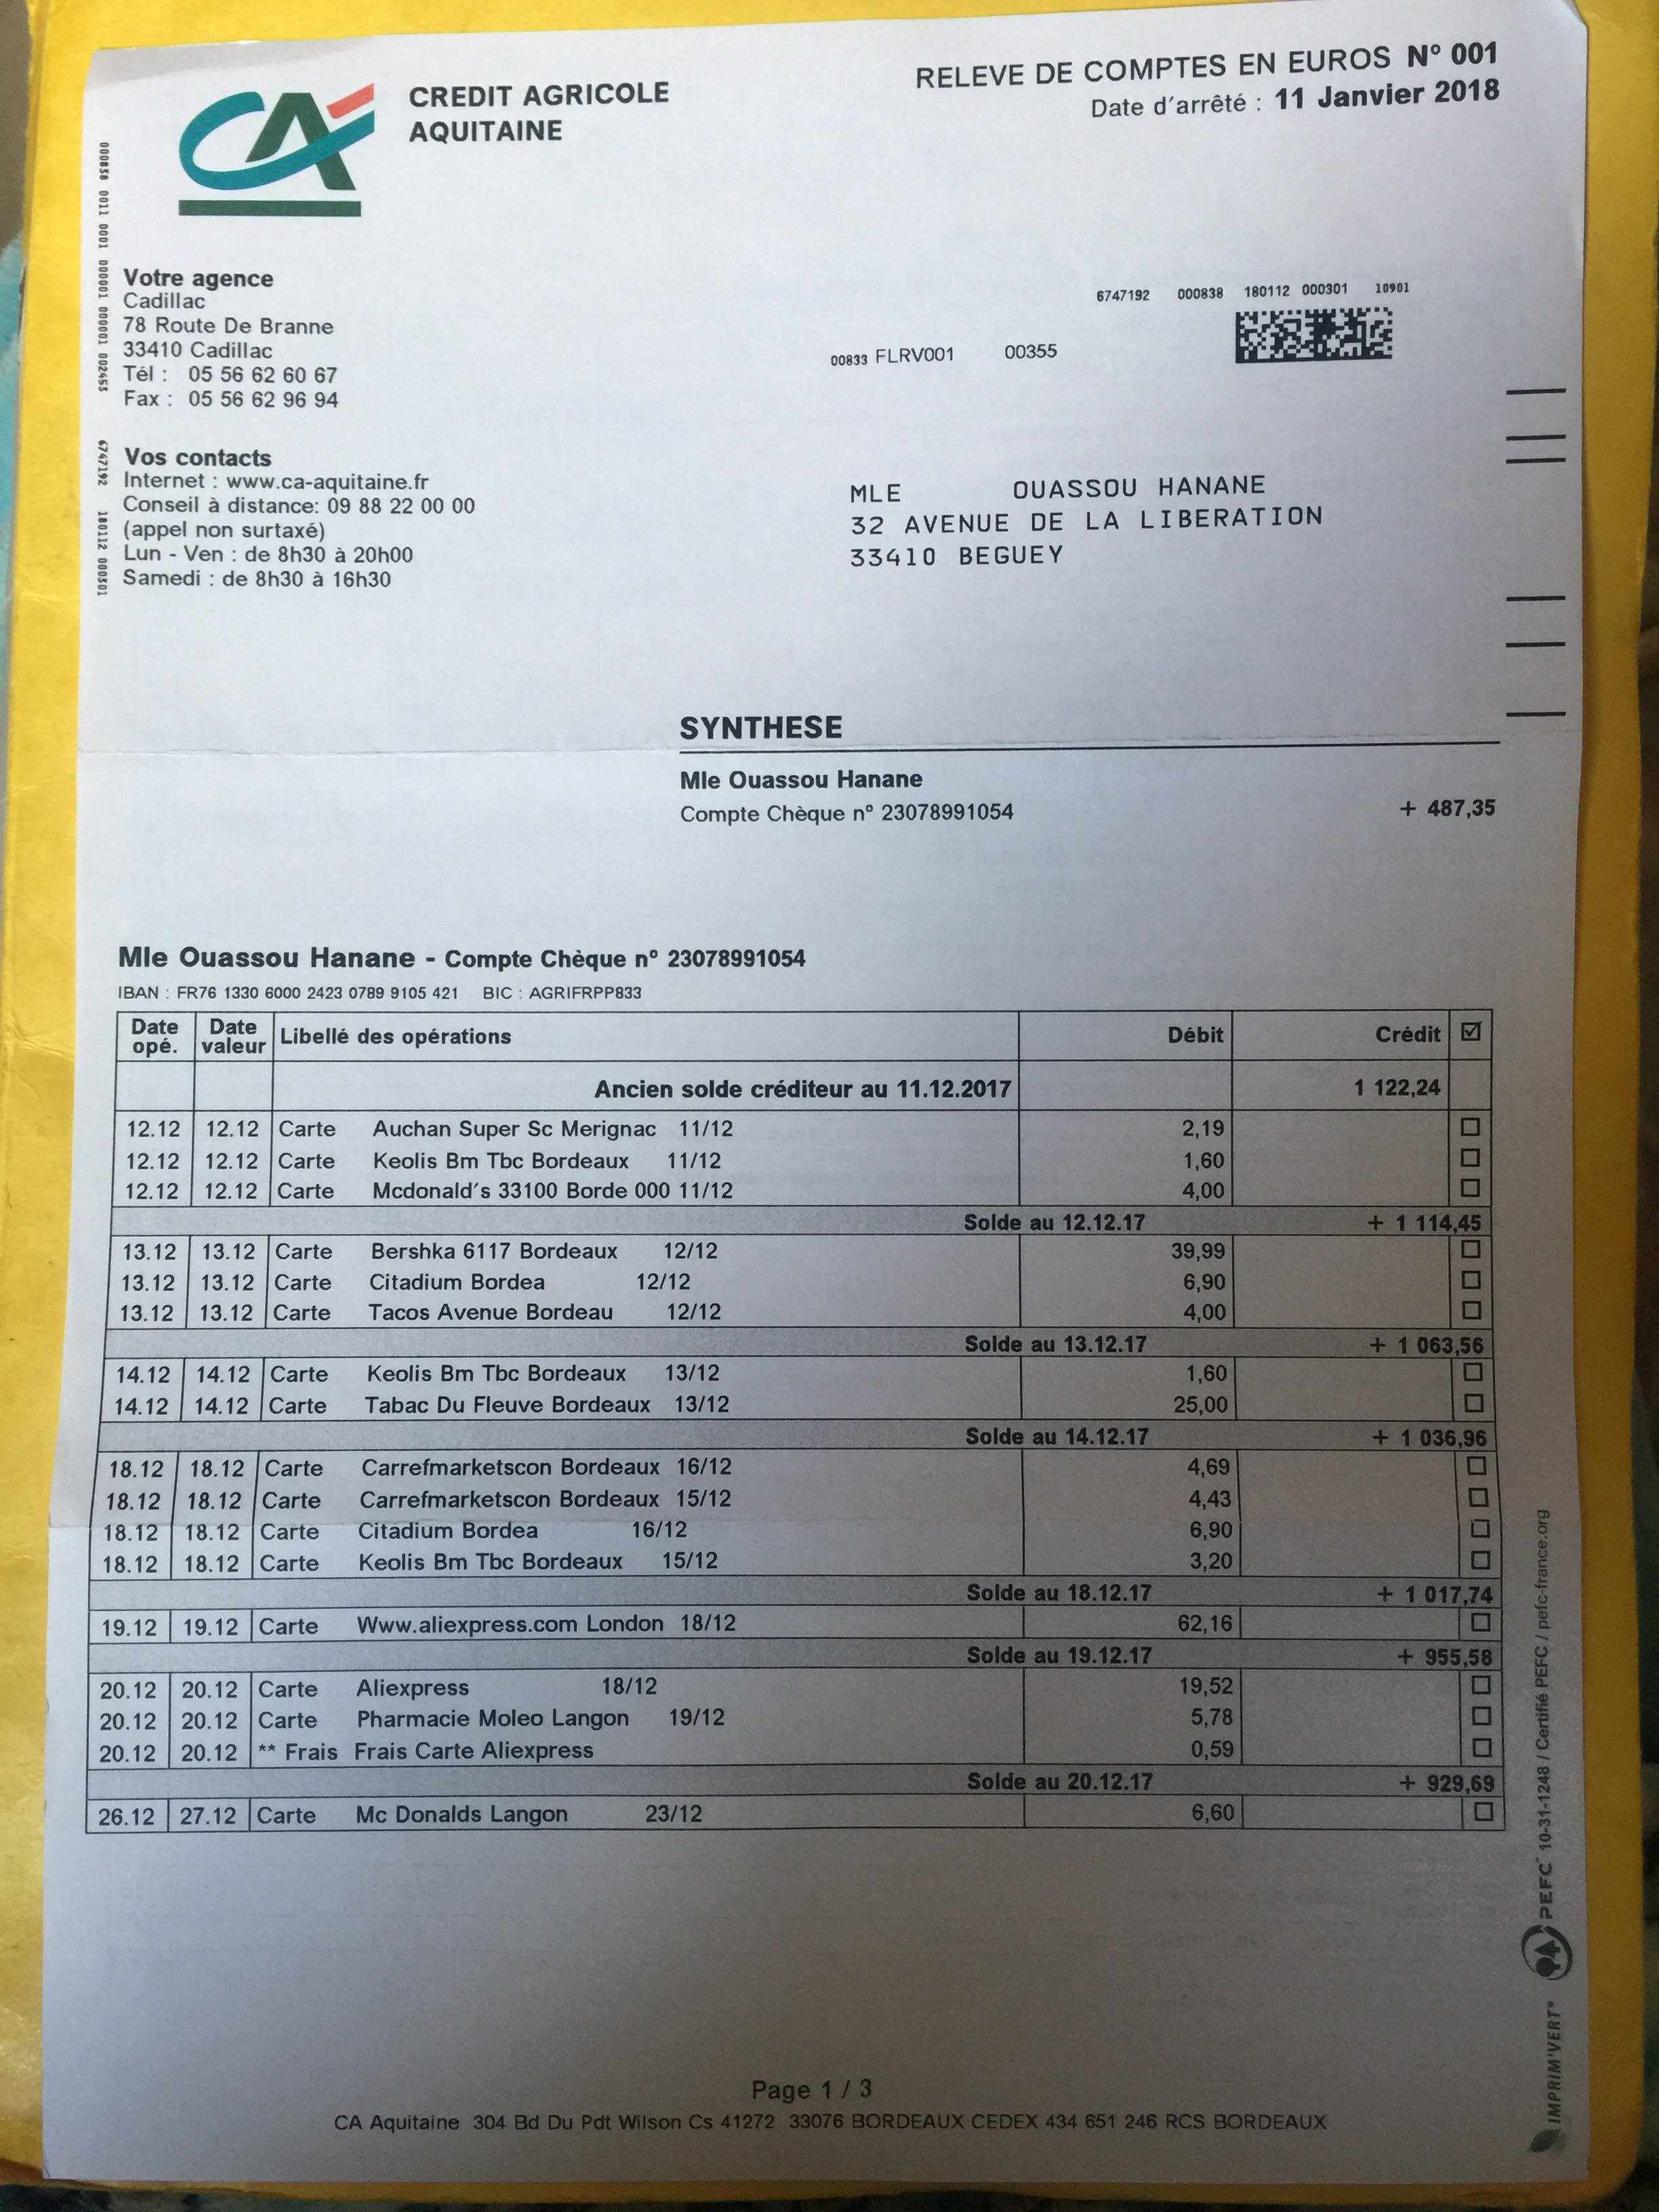 CREDIT AGRICOLE
AQUITAINE
RELEVE DE COMPTES EN EUROS N° 001
Date d'arrêté : 11 Janvier 2018
000838 0011 0001 000001 000001 002453
6747192 180112 000301
Votre agence
Cadillac
78 Route De Branne
33410 Cadillac
Tél : 05 56 62 60 67
Fax : 05 56 62 96 94
6747192 000838 180112 000301 10901
00833 FLRV001 00355
Vos contacts
Internet : www.ca-aquitaine.fr
Conseil à distance: 09 88 22 00 00
(appel non surtaxé)
Lun - Ven : de 8h30 à 20h00
Samedi : de 8h30 à 16h30
MLE OUASSOU HANANE
32 AVENUE DE LA LIBERATION
33410 BEGUEY
SYNTHESE
Mle Ouassou Hanane
Compte Chèque n° 23078991054 + 487,35
Mle Ouassou Hanane - Compte Chèque n° 23078991054
IBAN : FR76 1330 6000 2423 0789 9105 421 BIC : AGRIFRPP833
Date opé. Date valeur Libellé des opérations Débit Crédit
Ancien solde créditeur au 11.12.2017 1 122,24
12.12 12.12 Carte Auchan Super Sc Merignac 11/12 2,19
12.12 12.12 Carte Keolis Bm Tbc Bordeaux 11/12 1,60
12.12 12.12 Carte Mcdonald's 33100 Borde 000 11/12 4,00
Solde au 12.12.17 + 1 114,45
13.12 13.12 Carte Bershka 6117 Bordeaux 12/12 39,99
13.12 13.12 Carte Citadium Bordea 12/12 6,90
13.12 13.12 Carte Tacos Avenue Bordeau 12/12 4,00
Solde au 13.12.17 + 1 063,56
14.12 14.12 Carte Keolis Bm Tbc Bordeaux 13/12 1,60
14.12 14.12 Carte Tabac Du Fleuve Bordeaux 13/12 25,00
Solde au 14.12.17 + 1 036,96
18.12 18.12 Carte Carrefmarketscon Bordeaux 16/12 4,69
18.12 18.12 Carte Carrefmarketscon Bordeaux 15/12 4,43
18.12 18.12 Carte Citadium Bordea 16/12 6,90
18.12 18.12 Carte Keolis Bm Tbc Bordeaux 15/12 3,20
Solde au 18.12.17 + 1 017,74
19.12 19.12 Carte Www.aliexpress.com London 18/12 62,16
Solde au 19.12.17 + 955,58
20.12 20.12 Carte Aliexpress 18/12 19,52
20.12 20.12 Carte Pharmacie Moleo Langon 19/12 5,78
20.12 20.12 ** Frais Frais Carte Aliexpress 0,59
Solde au 20.12.17 + 929,69
26.12 27.12 Carte Mc Donalds Langon 23/12 6,60
IMPRIM'VERT® PEFC™ 10-31-1248 / Certifié PEFC / pefc-france.org
Page 1 / 3
CA Aquitaine 304 Bd Du Pdt Wilson Cs 41272 33076 BORDEAUX CEDEX 434 651 246 RCS BORDEAUX